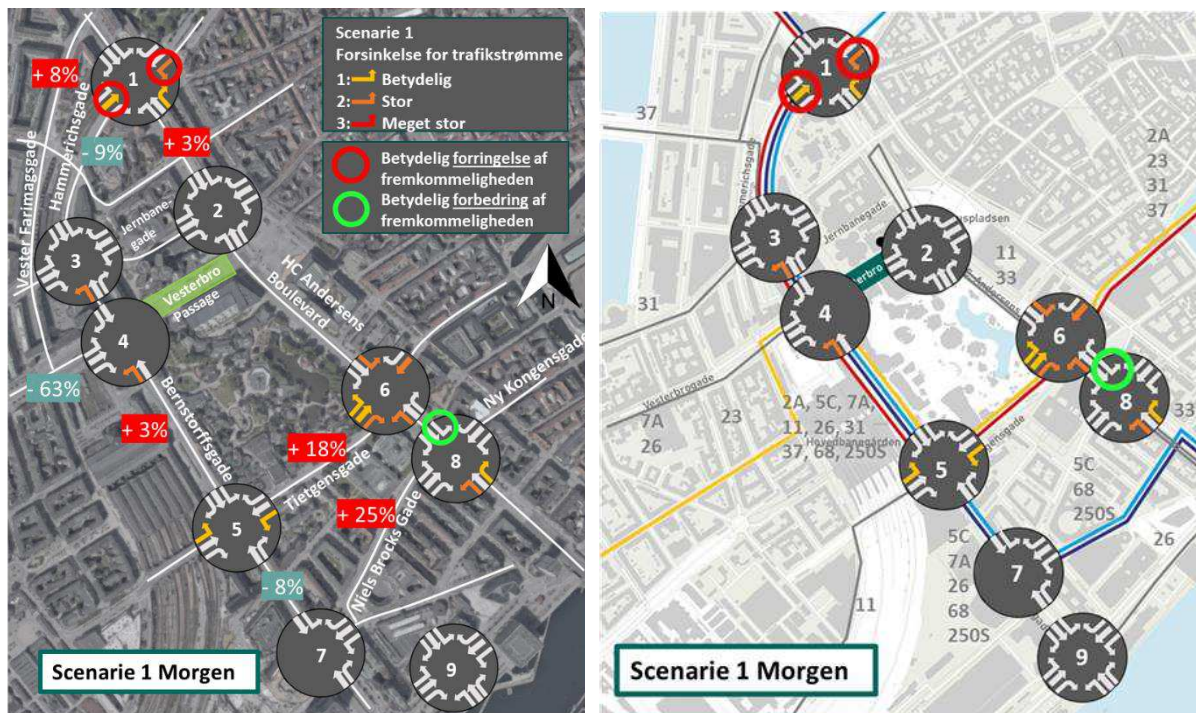 Scenarie 1
Forsinkelse for trafikstrømme
1: Betydelig
2: Stor
3: Meget stor
Betydelig forringelse af
fremkommeligheden
Betydelig forbedring af
fremkommeligheden
N
+ 8%
- 9%
+ 3%
- 63%
+ 3%
+ 18%
+ 25%
- 8%
1
2
3
4
5
6
7
8
9
Vester Farimagsgade
Hammerichsgade
Jernbane-
gade
Vesterbro
Passage
HC Andersens
Boulevard
Bernstorffsgade
Tietgensgade
Ny Kongensgade
Niels Brocks Gade
Scenarie 1 Morgen
1
2
3
4
5
6
7
8
9
37
31
Jernbanegade
Vesterbrogade
7A
26
23
2A, 5C, 7A,
11, 26, 31
37, 68, 250S
Hovedbanegården
11
33
2A
23
31
37
33
5C
68
250S
26
5C
7A
26
68
250S
11
Scenarie 1 Morgen